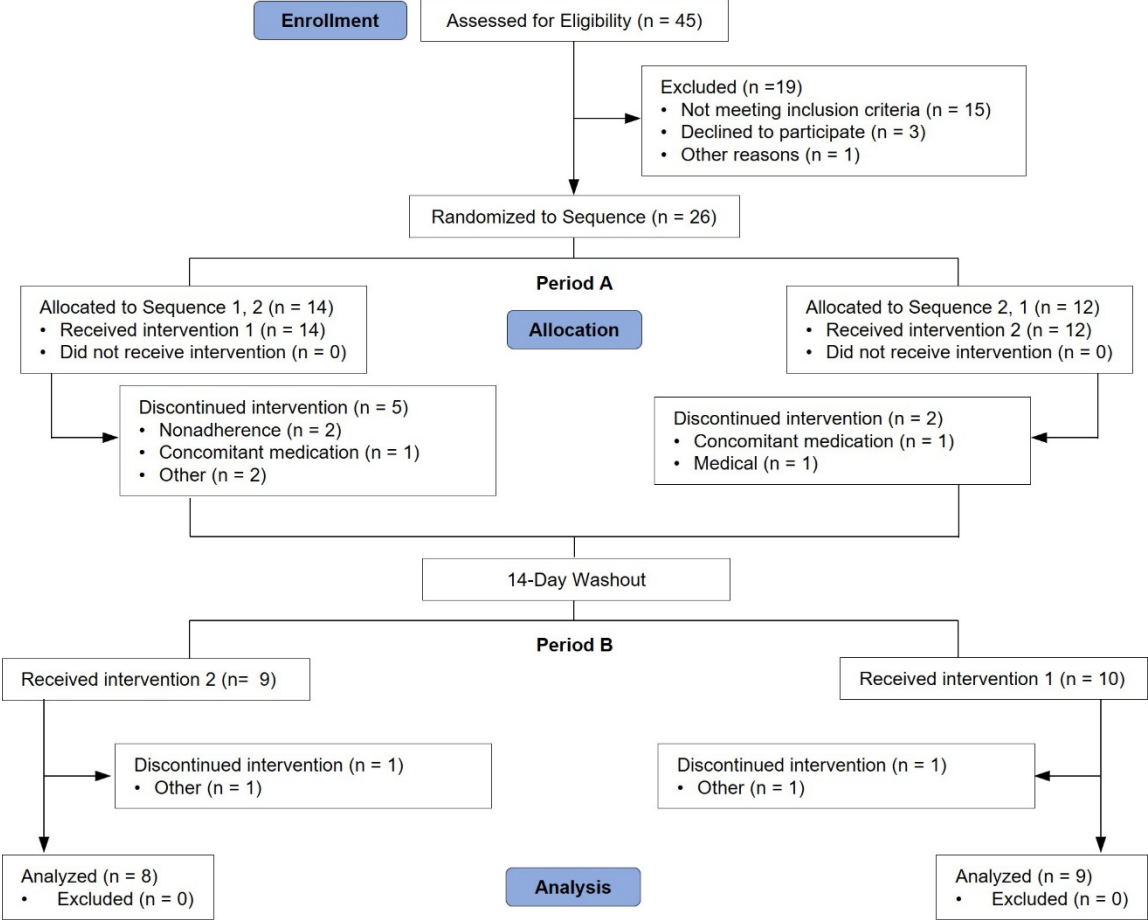 Enrollment
Assessed for Eligibility (n = 45)
Excluded (n =19)
• Not meeting inclusion criteria (n = 15)
• Declined to participate (n = 3)
• Other reasons (n = 1)
Randomized to Sequence (n = 26)
Period A
Allocated to Sequence 1, 2 (n = 14)
• Received intervention 1 (n = 14)
• Did not receive intervention (n = 0)
Allocation
Allocated to Sequence 2, 1 (n = 12)
• Received intervention 2 (n = 12)
• Did not receive intervention (n = 0)
Discontinued intervention (n = 5)
• Nonadherence (n = 2)
• Concomitant medication (n = 1)
• Other (n = 2)
Discontinued intervention (n = 2)
• Concomitant medication (n = 1)
• Medical (n = 1)
14-Day Washout
Period B
Received intervention 2 (n= 9)
Received intervention 1 (n = 10)
Discontinued intervention (n = 1)
• Other (n = 1)
Discontinued intervention (n = 1)
• Other (n = 1)
Analyzed (n = 8)
• Excluded (n = 0)
Analysis
Analyzed (n = 9)
• Excluded (n = 0)